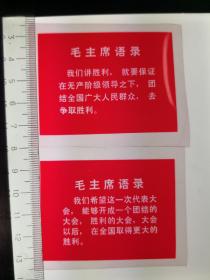 毛主席语录
我们讲胜利，就要保证
在无产阶级领导之下，团
结全国广大人民群众，去
争取胜利。
毛主席语录
我们希望这一次代表大
会，能够开成一个团结的
大会，胜利的大会，大会
以后，在全国取得更大的
胜利。